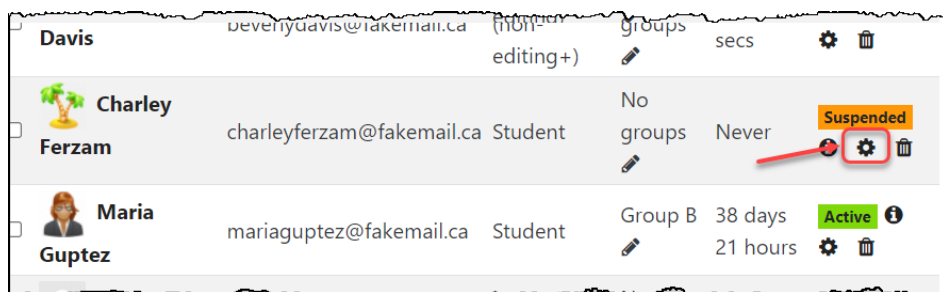 Davis beverlydavis@fakemail.ca (non- groups secs
editing+)
Charley Ferzam charleyferzam@fakemail.ca Student No groups Never Suspended
Maria Guptez mariaguptez@fakemail.ca Student Group B 38 days 21 hours Active